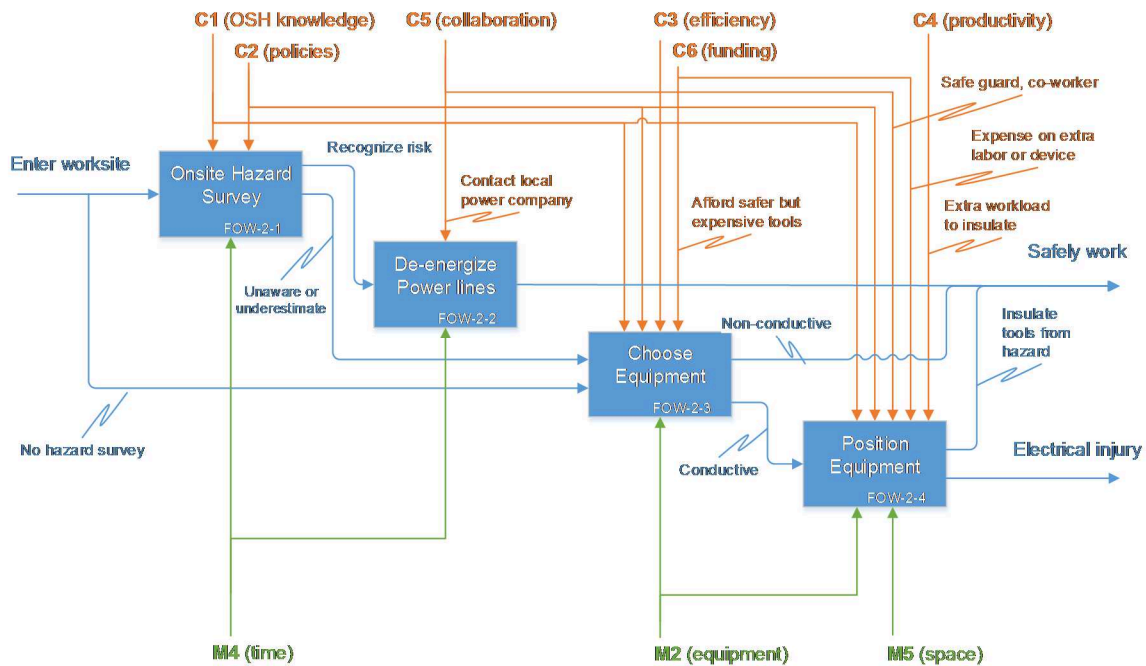 C1 (OSH knowledge)
C5 (collaboration)
C3 (efficiency)
C4 (productivity)
C2 (policies)
C6 (funding)
Safe guard, co-worker
Enter worksite
Recognize risk
Onsite Hazard
Survey
FOW-2-1
Expense on extra
labor or device
Contact local
power company
Afford safer but
expensive tools
Extra workload
to insulate
Safely work
De-energize
Power lines
FOW-2-2
Unaware or
underestimate
Non-conductive
Insulate
tools from
hazard
Choose
Equipment
FOW-2-3
No hazard survey
Conductive
Position
Equipment
FOW-2-4
Electrical injury
M4 (time)
M2 (equipment)
M5 (space)